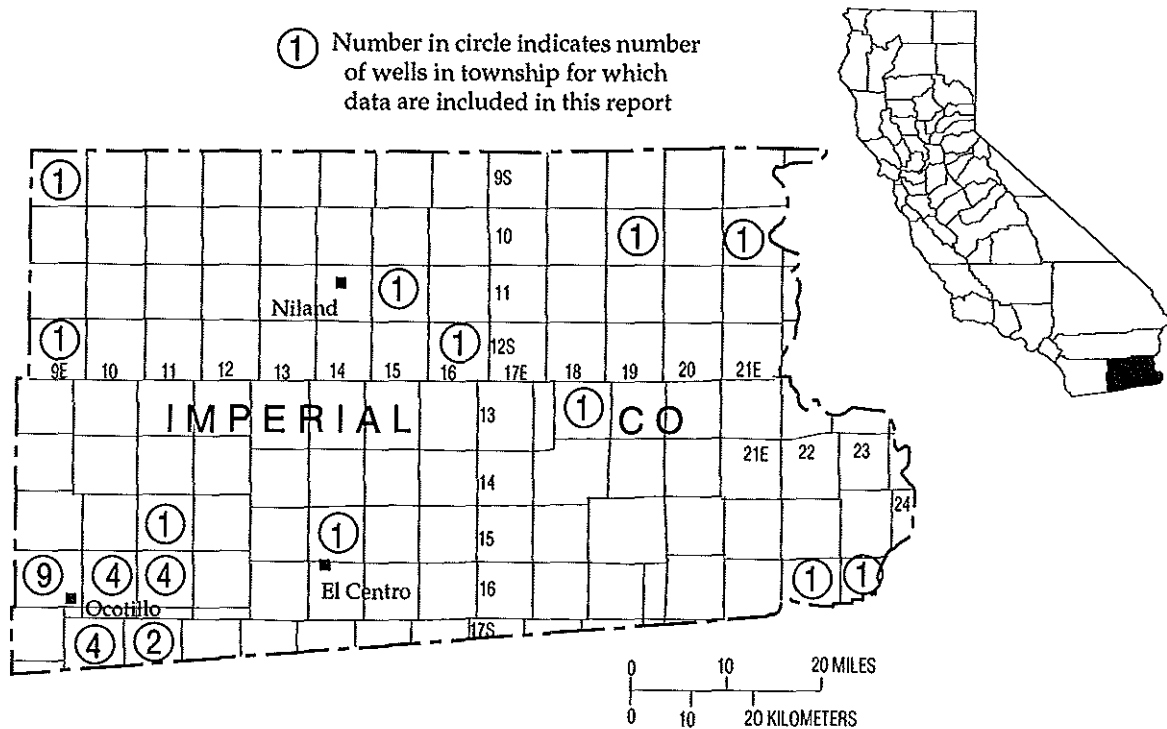 1 Number in circle indicates number
of wells in township for which
data are included in this report
1 9S
10 1 1
Niland 1 11
1 1 12S
9E 10 11 12 13 14 15 16 17E 18 19 20 21E
IMPERIAL 13 1 CO
21E 22 23
14
24
1 1 15
9 4 4 1 1
El Centro 16
Ocotillo
4 2 17S
0 10 20 MILES
0 10 20 KILOMETERS